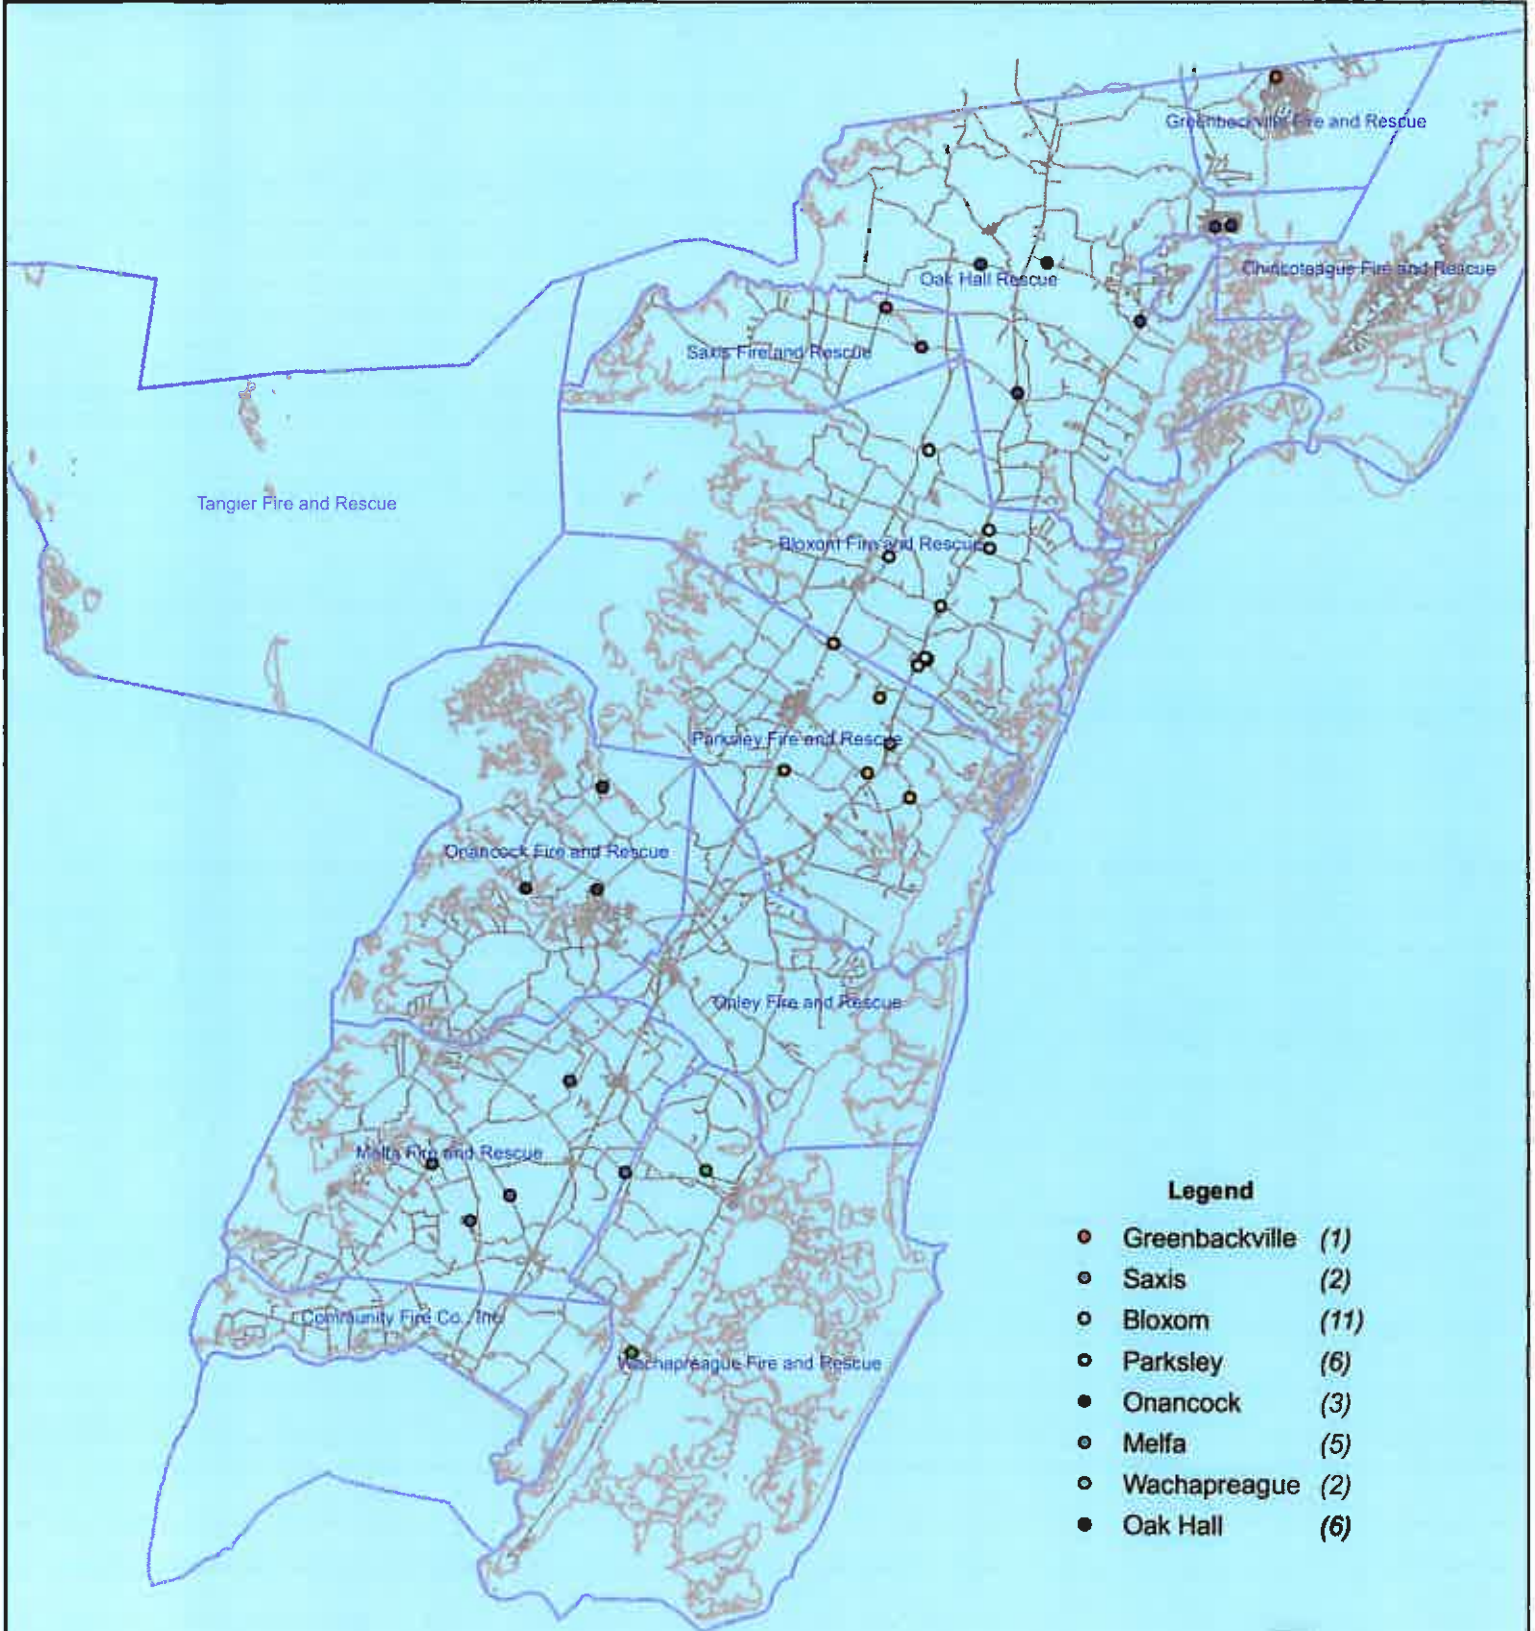 Greenbackville Fire and Rescue
Chincoteague Fire and Rescue
Oak Hall Rescue
Saxis Fire and Rescue
Tangier Fire and Rescue
Bloxom Fire and Rescue
Parksley Fire and Rescue
Onancock Fire and Rescue
Onley Fire and Rescue
Melfa Fire and Rescue
Community Fire Co., Inc.
Wachapreague Fire and Rescue
Legend
Greenbackville (1)
Saxis (2)
Bloxom (11)
Parksley (6)
Onancock (3)
Melfa (5)
Wachapreague (2)
Oak Hall (6)